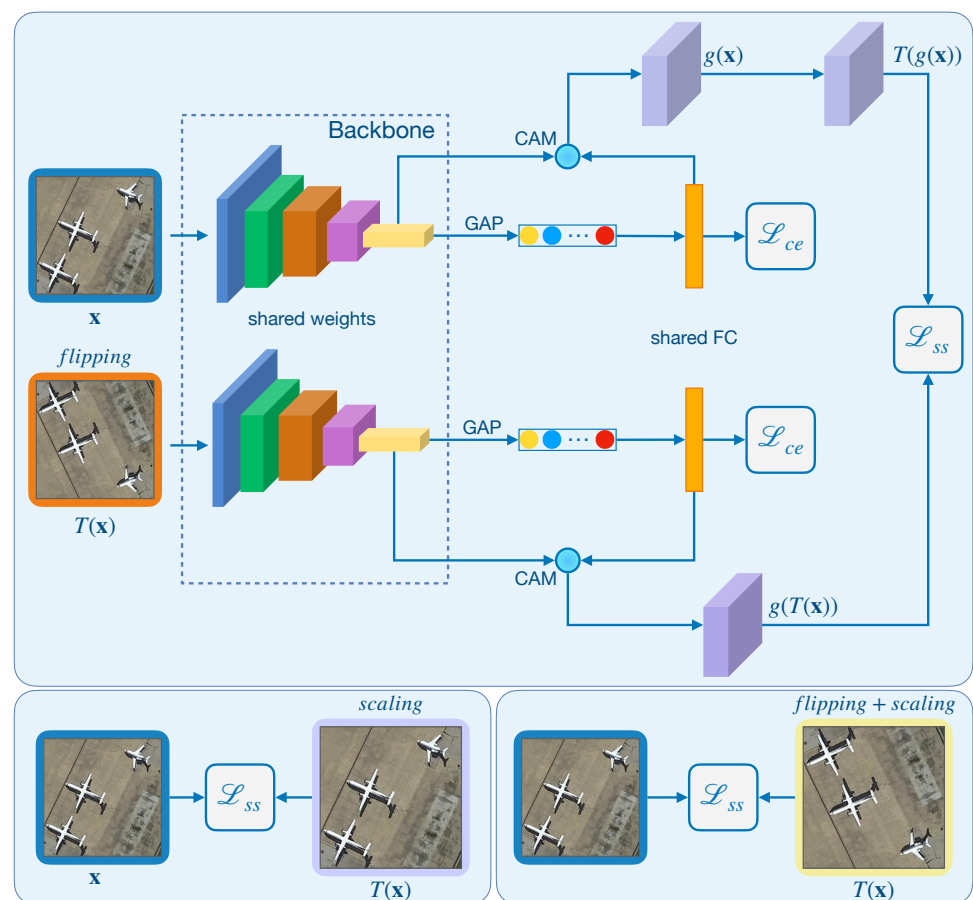 g(x)
T(g(x))
Backbone
CAM
GAP
...
ℒce
x
shared weights
shared FC
ℒss
flipping
GAP
...
ℒce
T(x)
CAM
g(T(x))
scaling
ℒss
x
T(x)
flipping + scaling
ℒss
T(x)